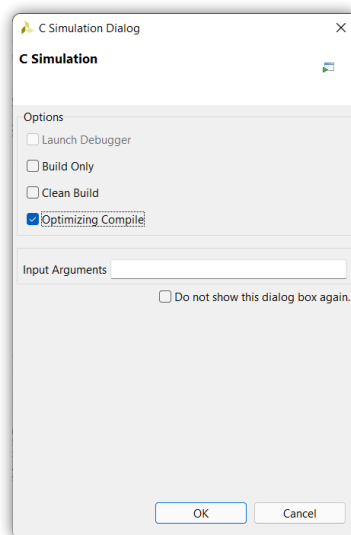 C Simulation Dialog
C Simulation
Options
Launch Debugger
Build Only
Clean Build
Optimizing Compile
Input Arguments
Do not show this dialog box again.
OK Cancel